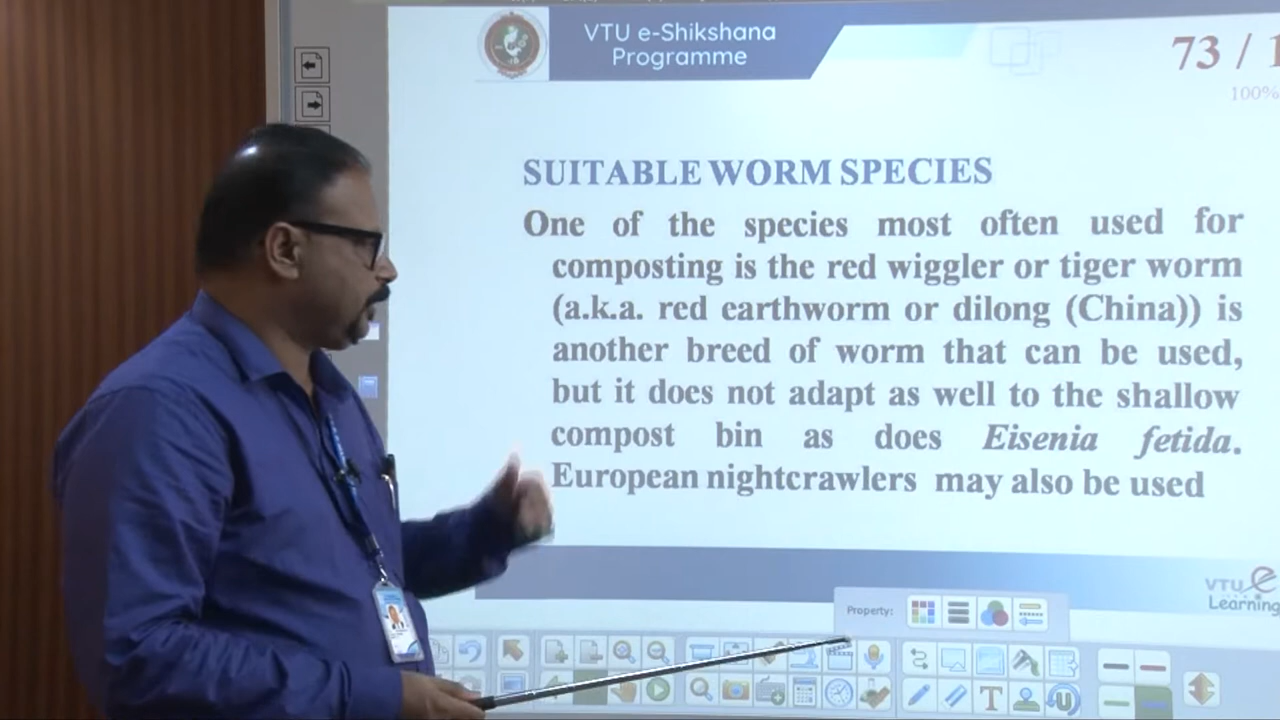 VTU e-Shikshana
Programme
73 / 1
100%
SUITABLE WORM SPECIES
One of the species most often used for
composting is the red wiggler or tiger worm
(a.k.a. red earthworm or dilong (China)) is
another breed of worm that can be used,
but it does not adapt as well to the shallow
compost bin as does Eisenia fetida.
European nightcrawlers may also be used
VTU e
Learning
Property: